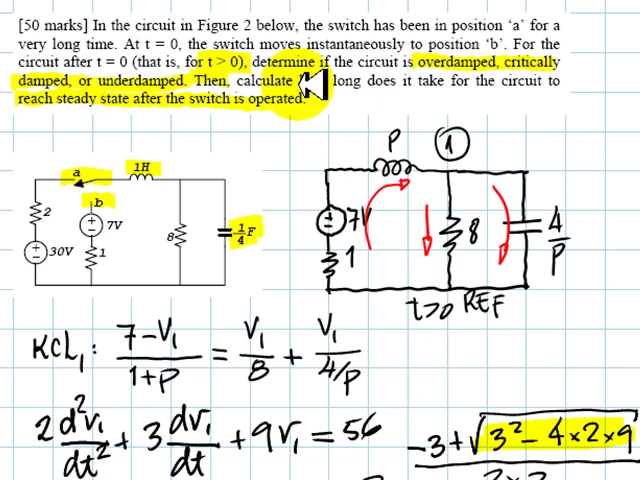 [50 marks] In the circuit in Figure 2 below, the switch has been in position 'a' for a
very long time. At t = 0, the switch moves instantaneously to position 'b'. For the
circuit after t = 0 (that is, for t > 0), determine if the circuit is overdamped, critically
damped, or underdamped. Then, calculate long does it take for the circuit to
reach steady state after the switch is operated.
a
1H
b
2
7V
8
1/4 F
30V
1
P
1
7V
8
4/P
1
t>0 REF
KCL₁: (7-V₁)/(1+P) = V₁/8 + V₁/(4/P)
2 d²v₁/dt² + 3 dv₁/dt + 9v₁ = 56
-3+√(3²-4×2×9)